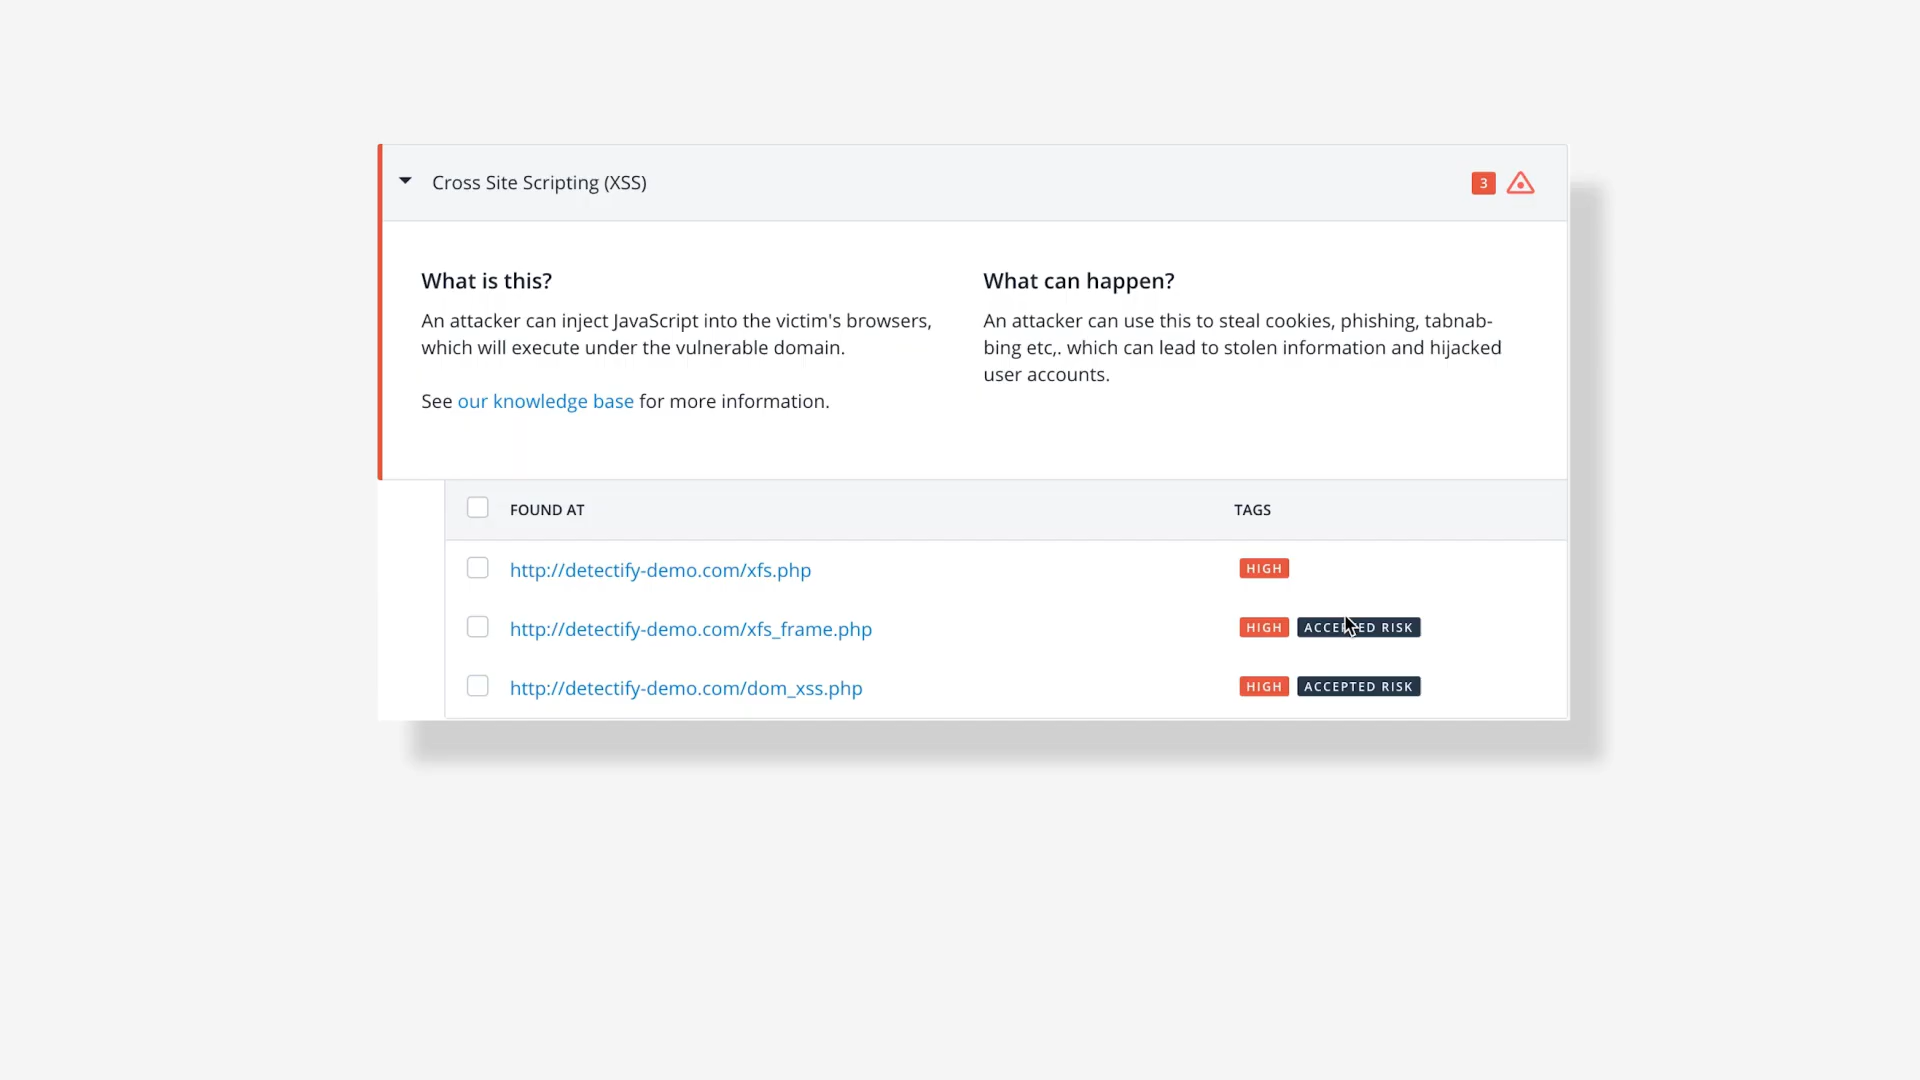 Cross Site Scripting (XSS)
3
What is this?
An attacker can inject JavaScript into the victim's browsers,
which will execute under the vulnerable domain.
See our knowledge base for more information.
What can happen?
An attacker can use this to steal cookies, phishing, tabnab-
bing etc,. which can lead to stolen information and hijacked
user accounts.
FOUND AT TAGS
http://detectify-demo.com/xfs.php HIGH
http://detectify-demo.com/xfs_frame.php HIGH ACCEPTED RISK
http://detectify-demo.com/dom_xss.php HIGH ACCEPTED RISK